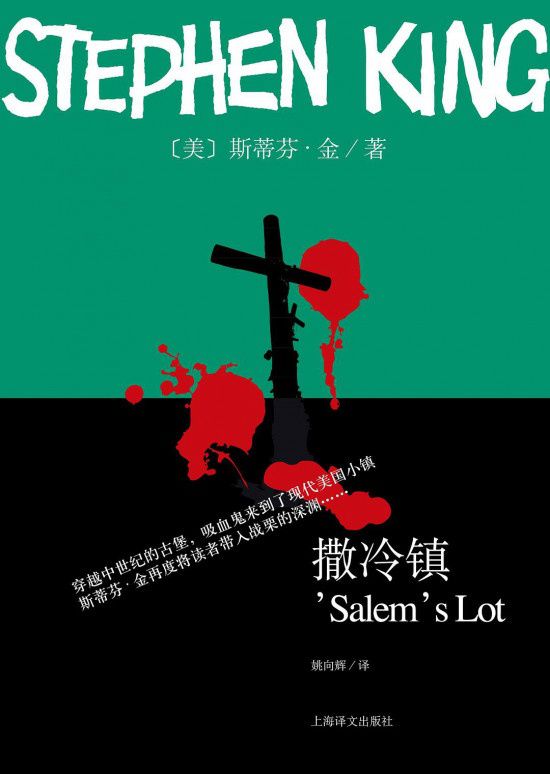 STEPHEN KING
〔美〕斯蒂芬·金／著
穿越中世纪的古堡，吸血鬼来到了现代美国小镇
斯蒂芬·金再度将读者带入战栗的深渊……
撒冷镇
’Salem’s Lot
姚向辉／译
上海译文出版社